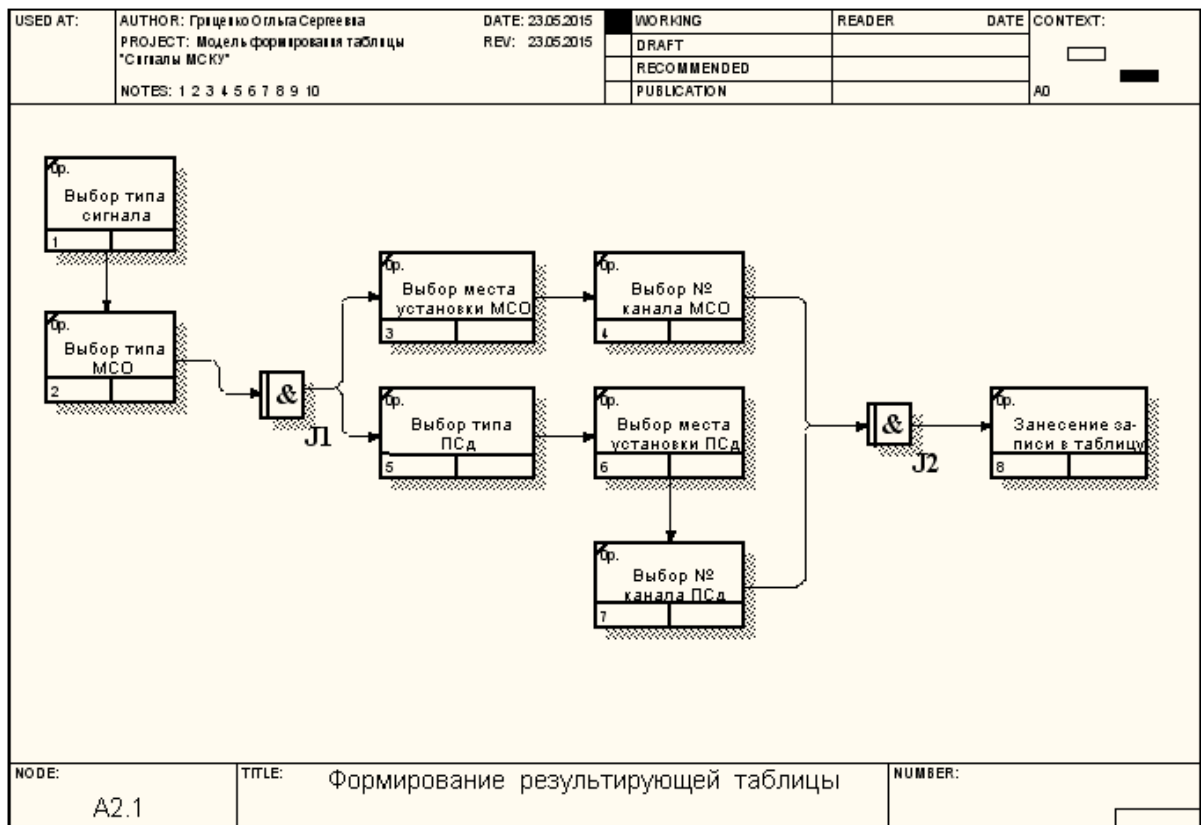 USED AT:
AUTHOR: Гриценко Ольга Сергеевна
DATE: 23.05.2015
PROJECT: Модель формирования таблицы
"Сигналы МСКУ"
REV: 23.05.2015
NOTES: 1 2 3 4 5 6 7 8 9 10
WORKING
DRAFT
RECOMMENDED
PUBLICATION
READER
DATE
CONTEXT:
A0
0р.
Выбор типа
сигнала
1
0р.
Выбор типа
МСО
2
&
J1
0р.
Выбор места
установки МСО
3
0р.
Выбор №
канала МСО
4
0р.
Выбор типа
ПСд
5
0р.
Выбор места
установки ПСд
6
0р.
Выбор №
канала ПСд
7
&
J2
0р.
Занесение за-
писи в таблицу
8
NODE:
A2.1
TITLE:
Формирование результирующей таблицы
NUMBER: